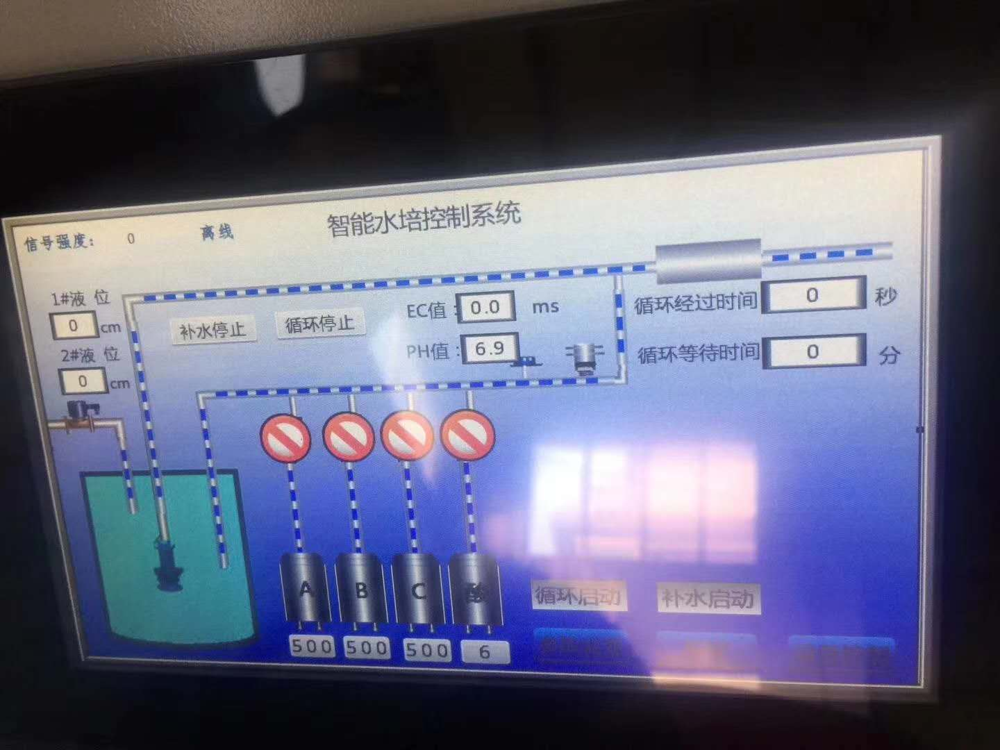 智能水培控制系统
信号强度： 0 离线
1#液 位
0 cm
2#液 位
0 cm
补水停止
循环停止
EC值： 0.0 ms
PH值： 6.9
循环经过时间 0 秒
循环等待时间 0 分
A
B
C
酸
500
500
500
6
循环启动
补水启动